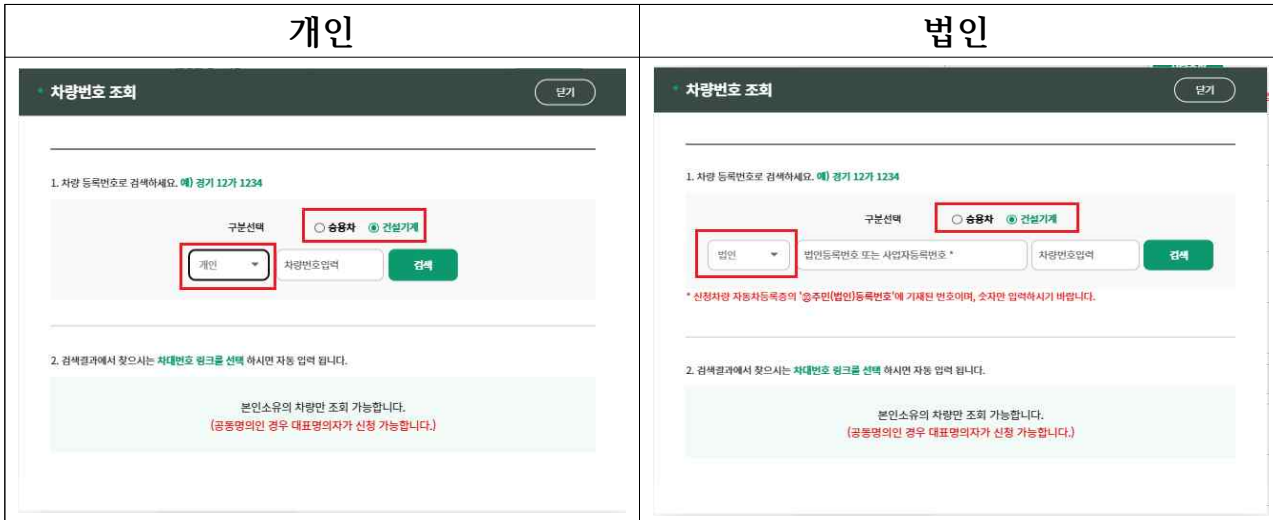 개인
차량번호 조회
닫기
1. 차량 등록번호로 검색하세요. 예) 경기 12가 1234
구분선택 승용차 건설기계
개인 차량번호입력 검색
2. 검색결과에서 찾으시는 차대번호 링크를 선택 하시면 자동 입력 됩니다.
본인소유의 차량만 조회 가능합니다.
(공동명의인 경우 대표명의자가 신청 가능합니다.)
법인
차량번호 조회
닫기
1. 차량 등록번호로 검색하세요. 예) 경기 12가 1234
구분선택 승용차 건설기계
법인 법인등록번호 또는 사업자등록번호 * 차량번호입력 검색
* 신청차량 자동차등록증의 '⑨주민(법인)등록번호'에 기재된 번호이며, 숫자만 입력하시기 바랍니다.
2. 검색결과에서 찾으시는 차대번호 링크를 선택 하시면 자동 입력 됩니다.
본인소유의 차량만 조회 가능합니다.
(공동명의인 경우 대표명의자가 신청 가능합니다.)